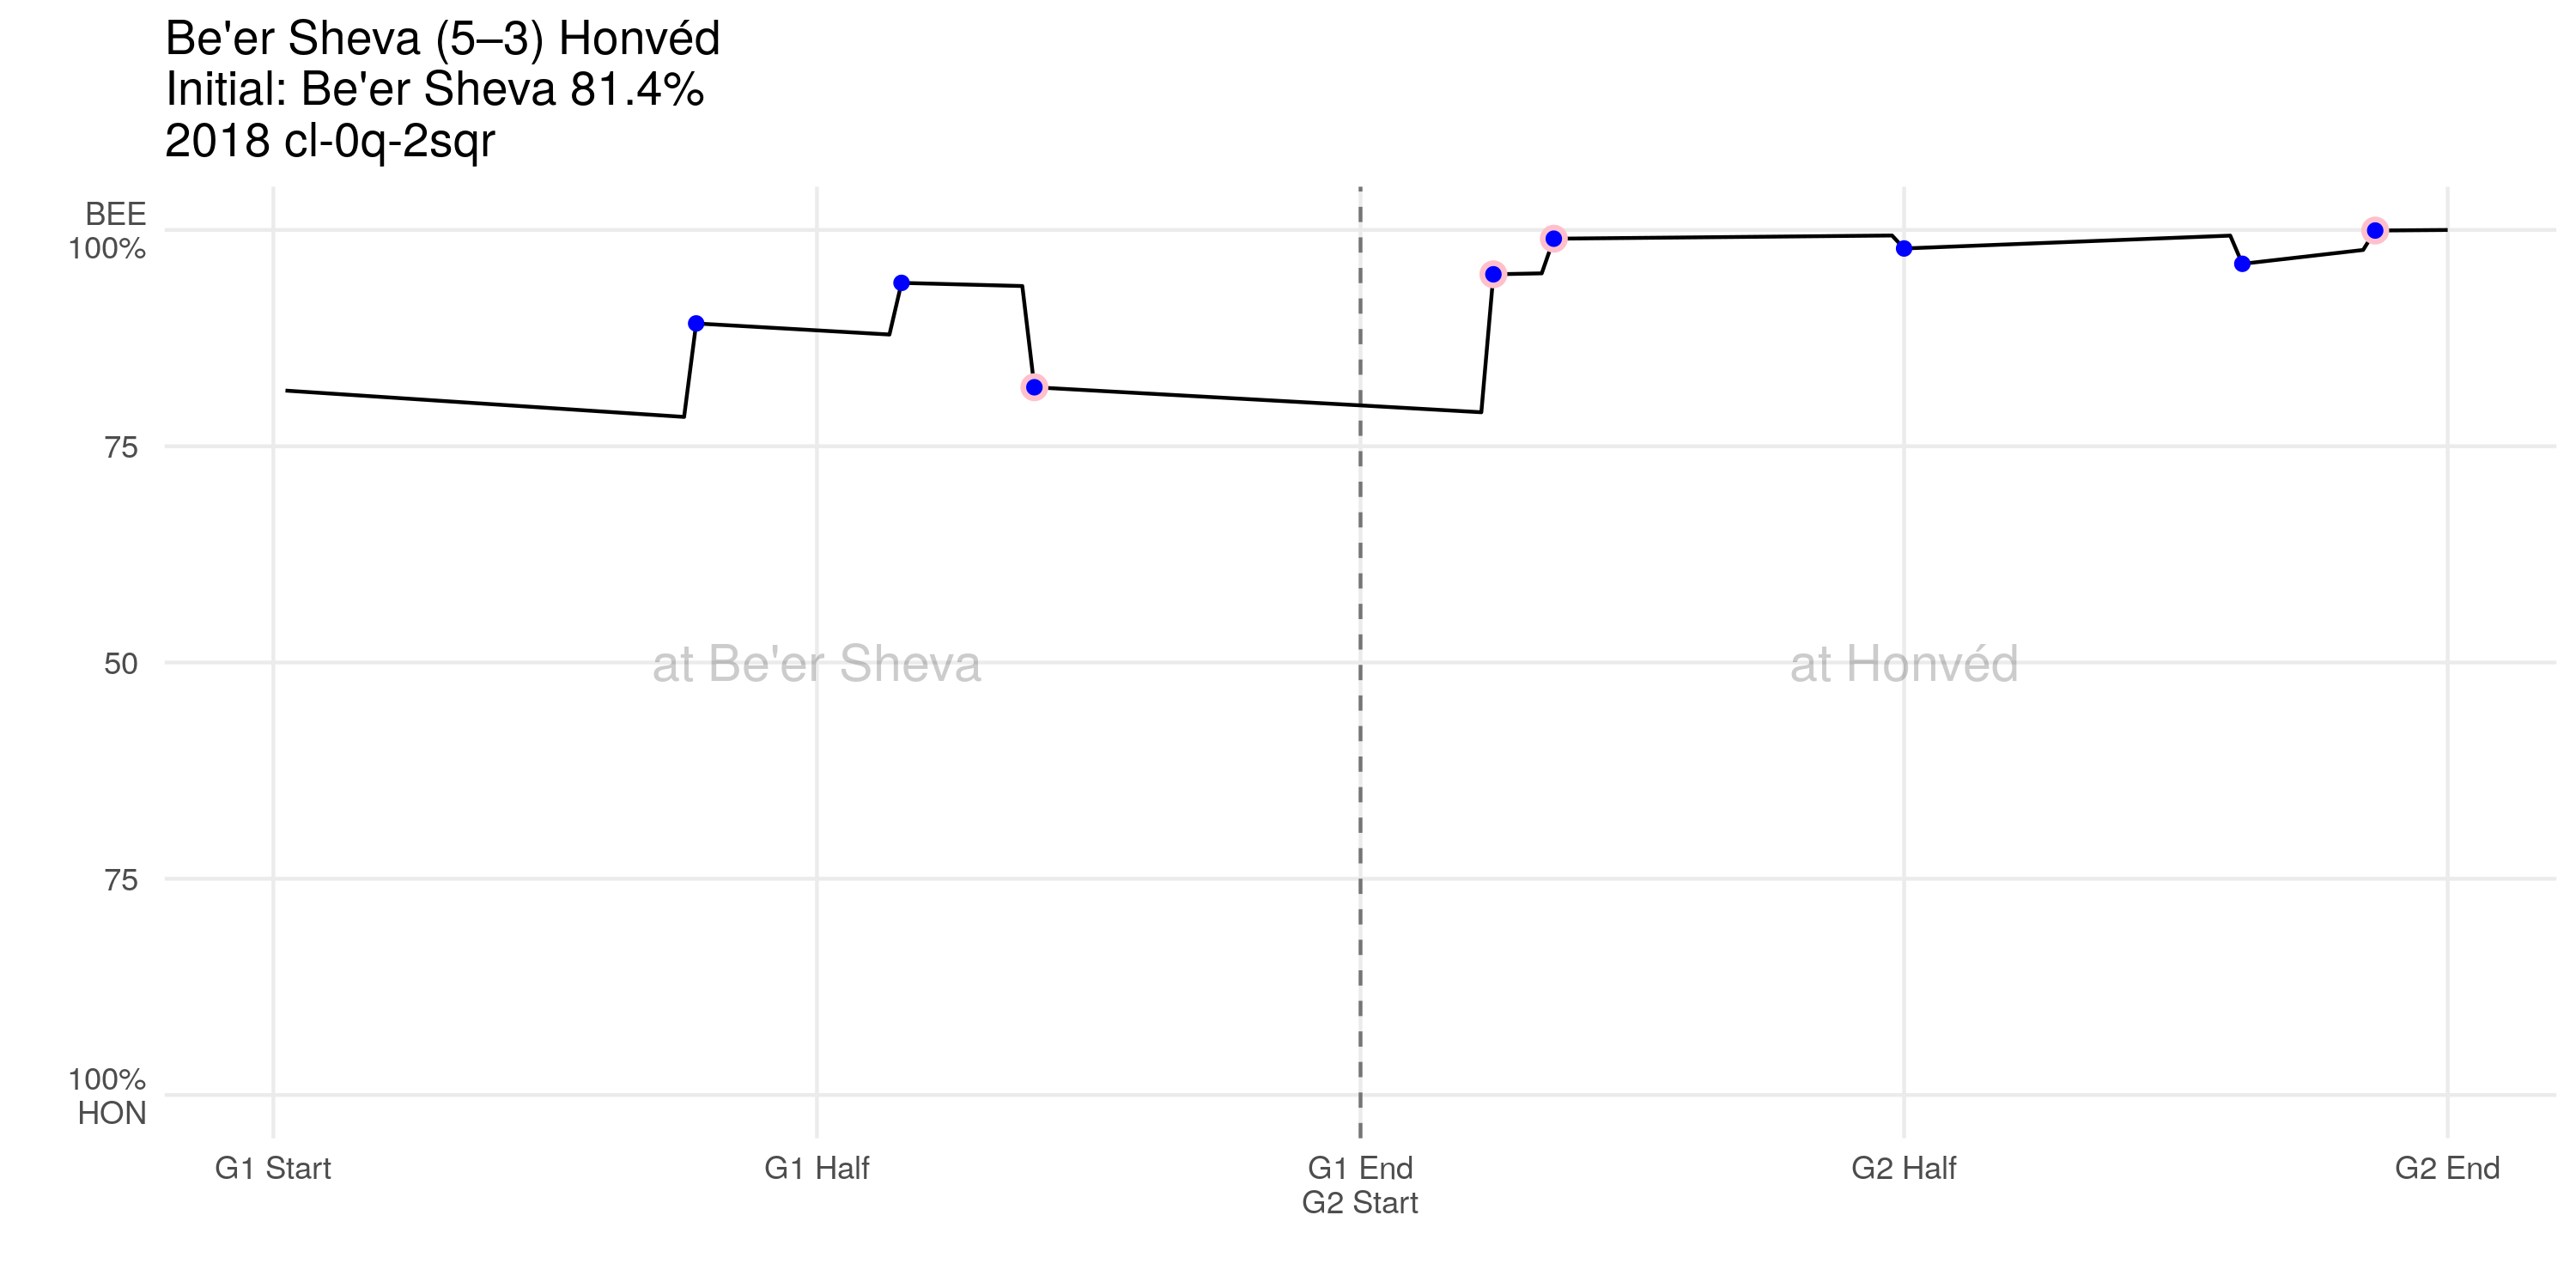 Be'er Sheva (5–3) Honvéd
Initial: Be'er Sheva 81.4%
2018 cl-0q-2sqr
BEE
100%
75
50
75
100%
HON
at Be'er Sheva
at Honvéd
G1 Start
G1 Half
G1 End
G2 Start
G2 Half
G2 End